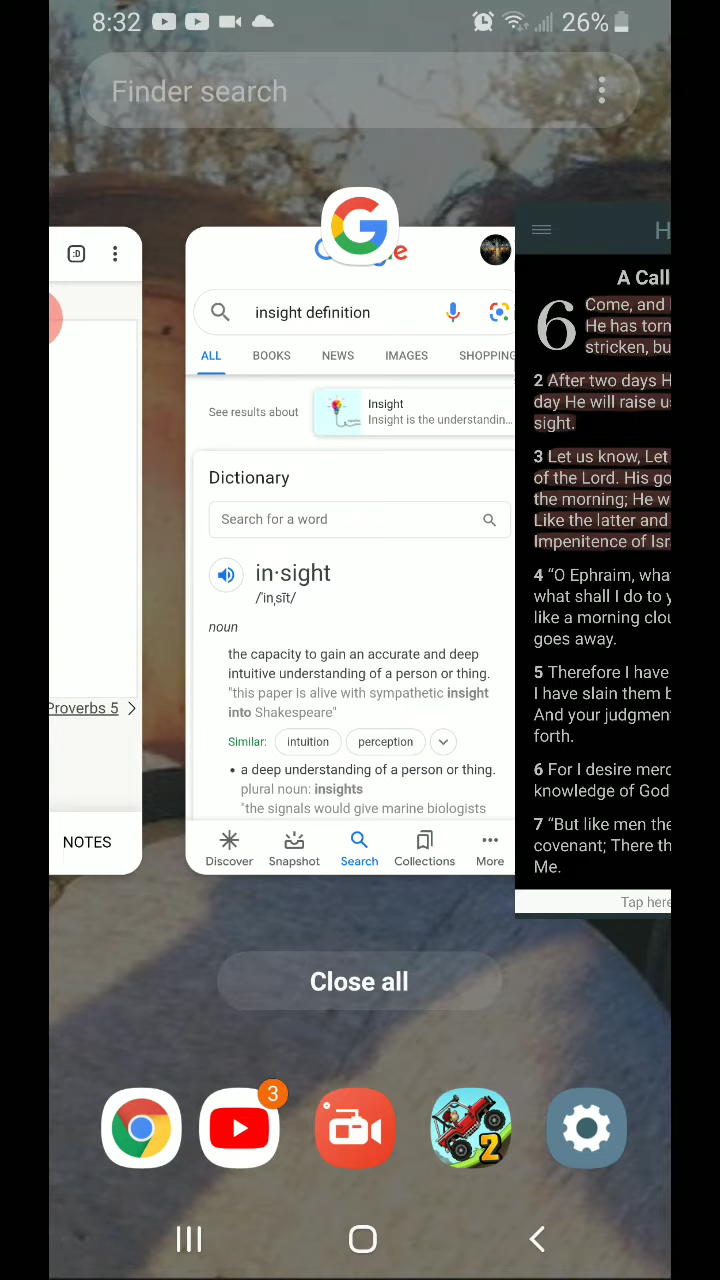 8:32
26%
Finder search
:D
Proverbs 5
NOTES
insight definition
ALL BOOKS NEWS IMAGES SHOPPING
See results about
Insight
Insight is the understandin...
Dictionary
Search for a word
in·sight
/ˈinˌsīt/
noun
the capacity to gain an accurate and deep
intuitive understanding of a person or thing.
"this paper is alive with sympathetic insight
into Shakespeare"
Similar: intuition perception
• a deep understanding of a person or thing.
plural noun: insights
"the signals would give marine biologists
Discover Snapshot Search Collections More
H
A Call
6 Come, and
He has torn
stricken, bu
2 After two days H
day He will raise u
sight.
3 Let us know, Let
of the Lord. His go
the morning; He w
Like the latter and
Impenitence of Isr
4 “O Ephraim, wha
what shall I do to y
like a morning clou
goes away.
5 Therefore I have
I have slain them b
And your judgmen
forth.
6 For I desire merc
knowledge of God
7 “But like men the
covenant; There th
Me.
Tap here
Close all
3
2